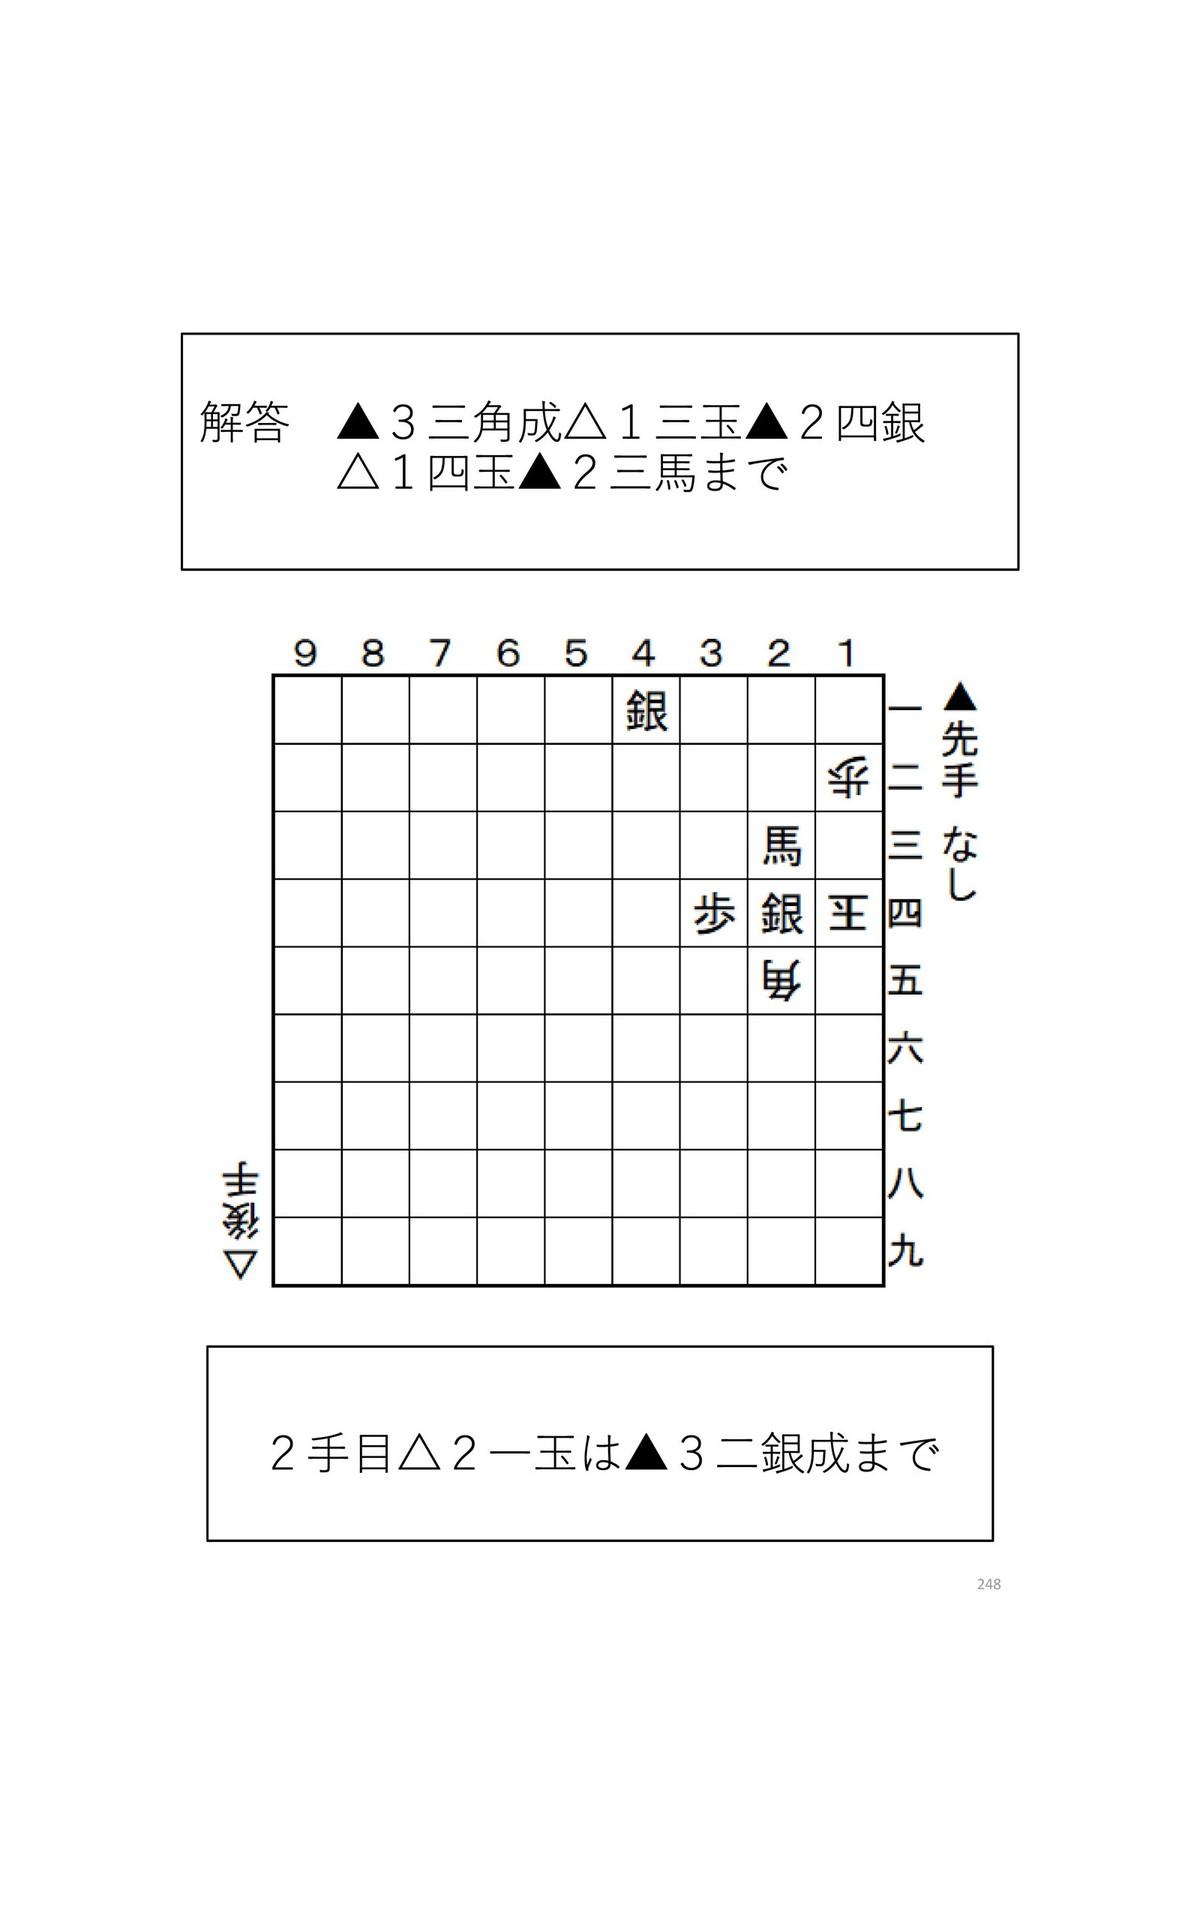 解答　▲３三角成△１三玉▲２四銀
△１四玉▲２三馬まで
９ ８ ７ ６ ５ ４ ３ ２ １
銀 一
歩 二
馬 三
歩 銀 王 四
角 五
六
七
八
九
▲先手 なし
△後手
２手目△２一玉は▲３二銀成まで
248